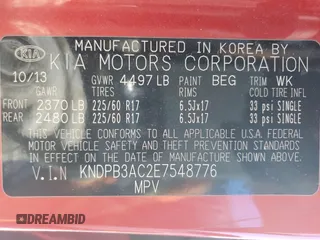 MANUFACTURED IN KOREA BY
KIA KIA MOTORS CORPORATION
10/13 GVWR 4497 LB PAINT BEG TRIM WK
GAWR TIRES RIMS COLD TIRE INFL
FRONT 2370 LB 225/60 R17 6.5Jx17 33 psi SINGLE
REAR 2480 LB 225/60 R17 6.5Jx17 33 psi SINGLE
THIS VEHICLE CONFORMS TO ALL APPLICABLE U.S.A. FEDERAL
MOTOR VEHICLE SAFETY, BUMPER, AND THEFT
PREVENTION STANDARDS IN EFFECT ON THE DATE OF
MANUFACTURE SHOWN ABOVE.
V.I.N KNDPB3AC2E7548776
MPV
DREAMBID